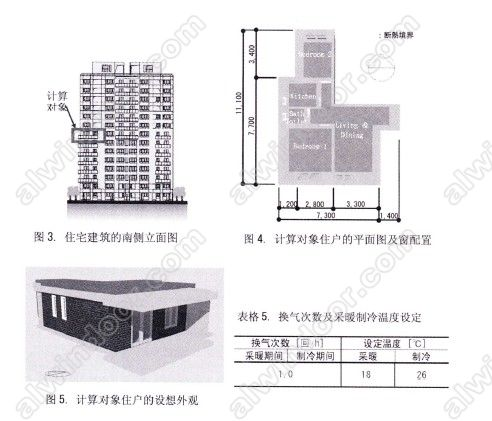 计算
对象
图 3. 住宅建筑的南侧立面图
:断熱境界
3,400
11,100
7,700
Bedroom 2
Kitchen
Living &
Dining
Bedroom 1
1,200 2,800 3,300
7,300 1,400
图 4. 计算对象住户的平面图及窗配置
图 5. 计算对象住户的设想外观
表格 5. 换气次数及采暖制冷温度设定
换气次数 [回 h] 设定温度 [℃]
采暖期间 制冷期间 采暖 制冷
1.0 18 26
alwindoor.com
alwindoor.com
alwindoor.com
alwindoor.com
alwindoor.com
alwindoor.com